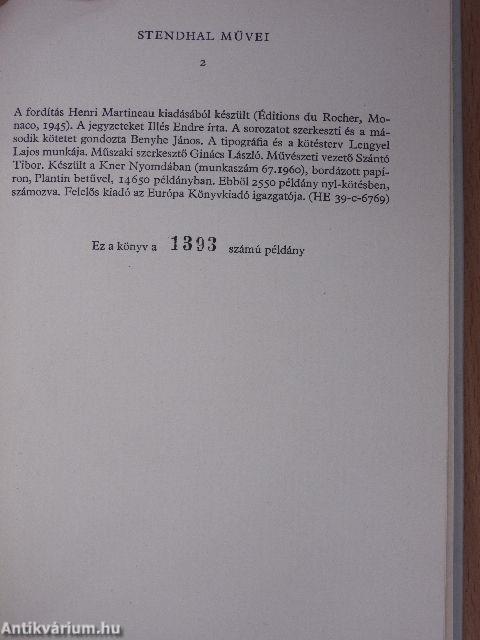 STENDHAL MŰVEI
2
A fordítás Henri Martineau kiadásából készült (Éditions du Rocher, Mo-
naco, 1945). A jegyzeteket Illés Endre írta. A sorozatot szerkeszti és a má-
sodik kötetet gondozta Benyhe János. A tipográfia és a kötésterv Lengyel
Lajos munkája. Műszaki szerkesztő Ginács László. Művészeti vezető Szántó
Tibor. Készült a Kner Nyomdában (munkaszám 67.1960), bordázott papí-
ron, Plantin betűvel, 14650 példányban. Ebből 2550 példány nyl-kötésben,
számozva. Felelős kiadó az Európa Könyvkiadó igazgatója. (HE 39-c-6769)
Ez a könyv a 1393 számú példány
Antikvárium.hu